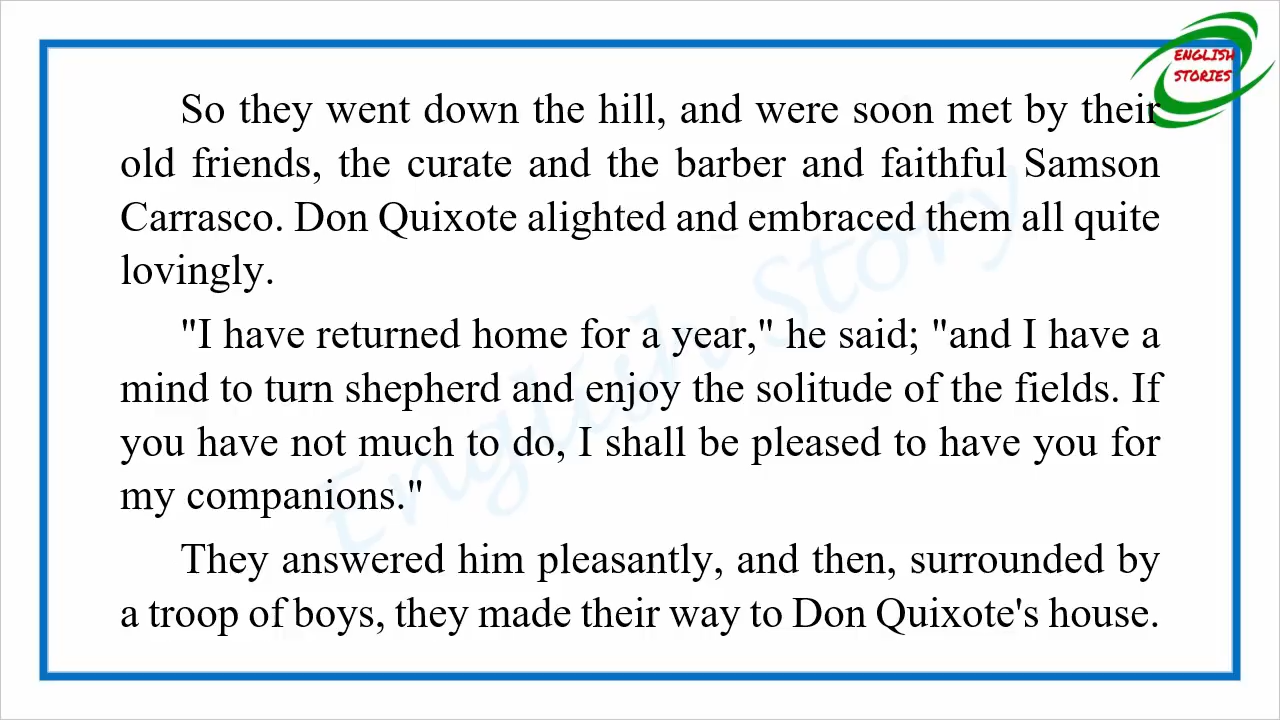 ENGLISH
STORIES
So they went down the hill, and were soon met by their
old friends, the curate and the barber and faithful Samson
Carrasco. Don Quixote alighted and embraced them all quite
lovingly.
"I have returned home for a year," he said; "and I have a
mind to turn shepherd and enjoy the solitude of the fields. If
you have not much to do, I shall be pleased to have you for
my companions."
They answered him pleasantly, and then, surrounded by
a troop of boys, they made their way to Don Quixote's house.
English Story